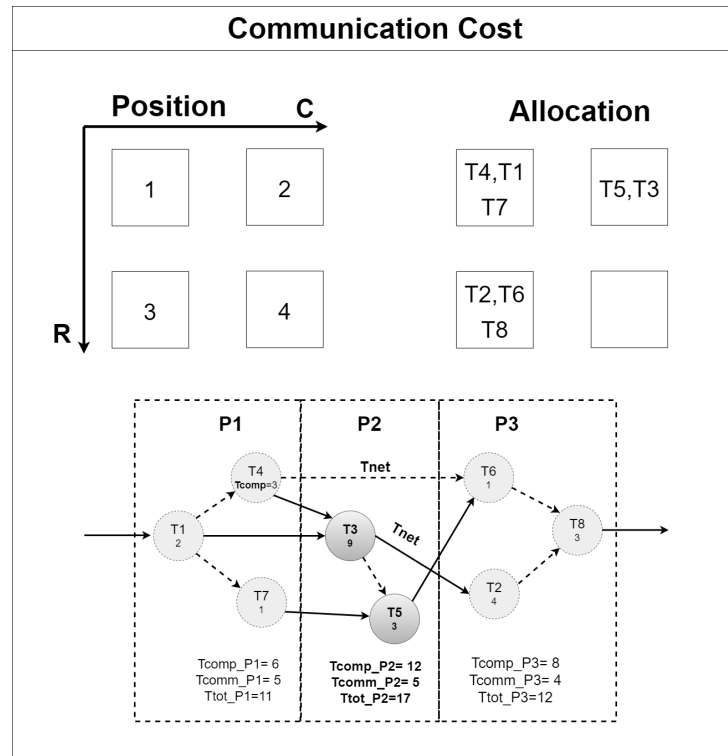 Communication Cost
Position
C
Allocation
1
2
T4,T1
T7
T5,T3
3
4
T2,T6
T8
R
P1
P2
P3
T4
Tcomp=3
Tnet
T6
1
T1
2
T3
9
Tnet
T8
3
T7
1
T5
3
T2
4
Tcomp_P1= 6
Tcomm_P1= 5
Ttot_P1=11
Tcomp_P2= 12
Tcomm_P2= 5
Ttot_P2=17
Tcomp_P3= 8
Tcomm_P3= 4
Ttot_P3=12